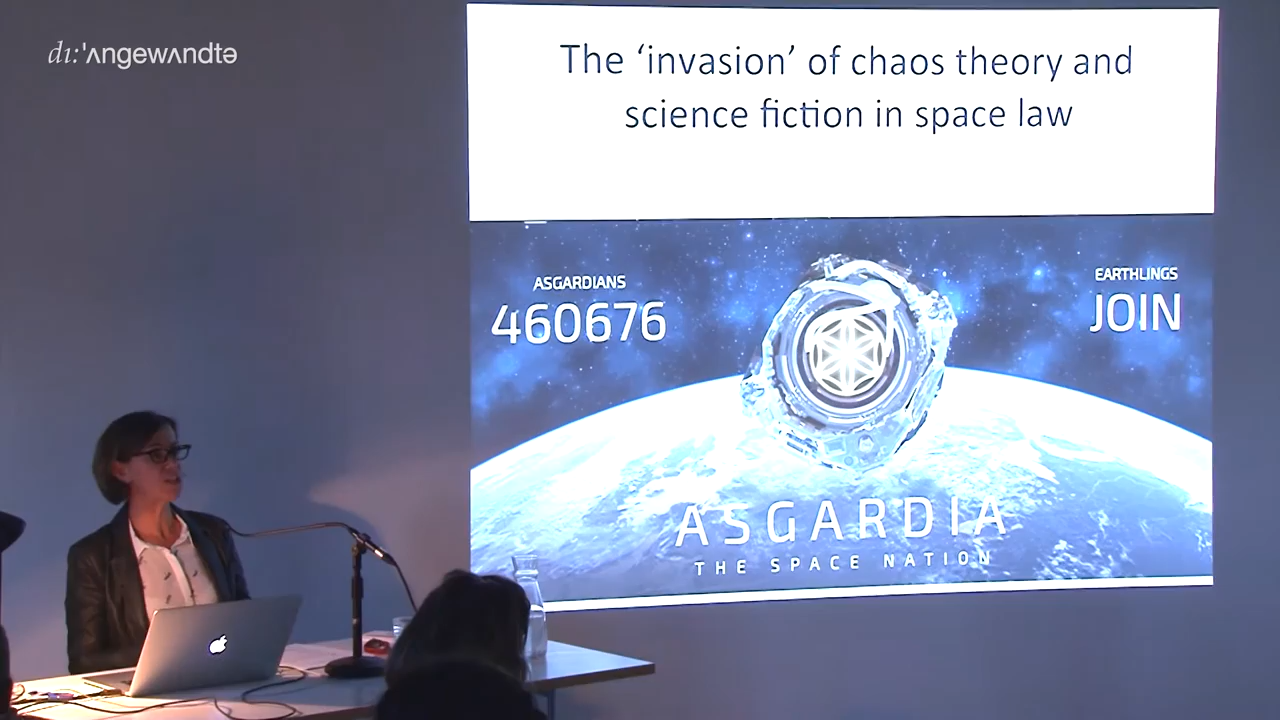 dı:'ʌngewʌndtə
The ‘invasion’ of chaos theory and
science fiction in space law
ASGARDIANS
460676
EARTHLINGS
JOIN
ASGARDIA
THE SPACE NATION